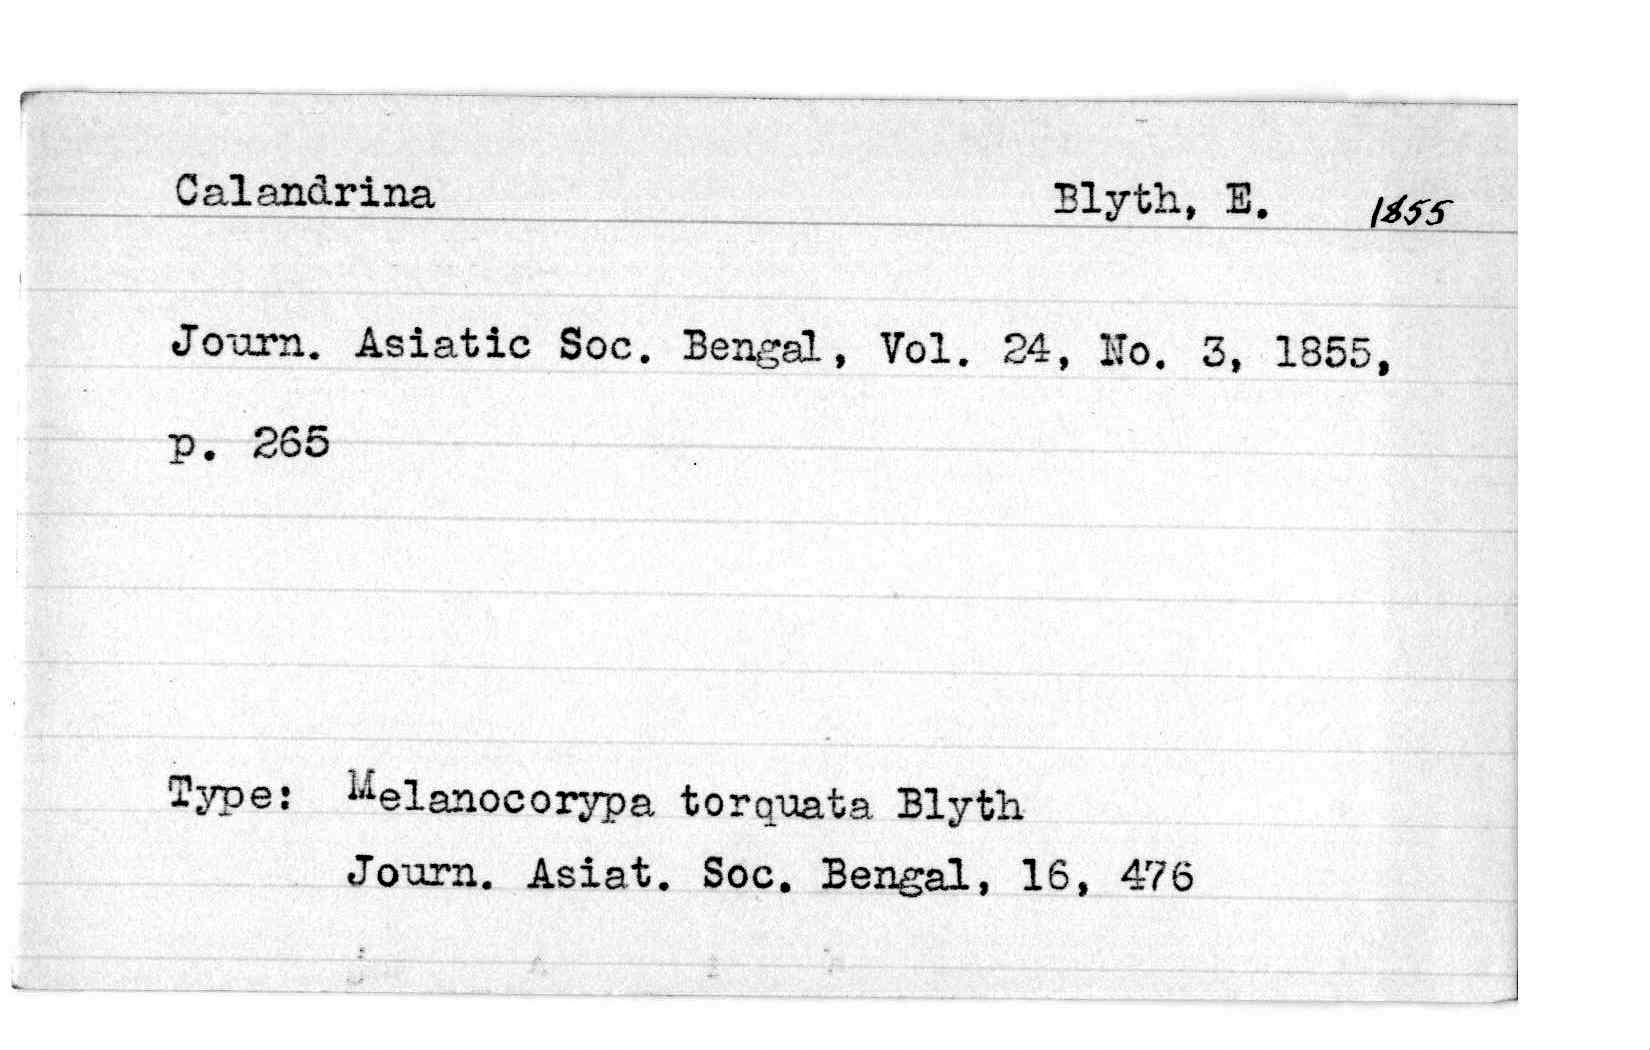 Calandrina Blyth, E. 1855
Journ. Asiatic Soc. Bengal, Vol. 24, No. 3, 1855,
p. 265
Type: Melanocorypa torquata Blyth
Journ. Asiat. Soc. Bengal, 16, 476